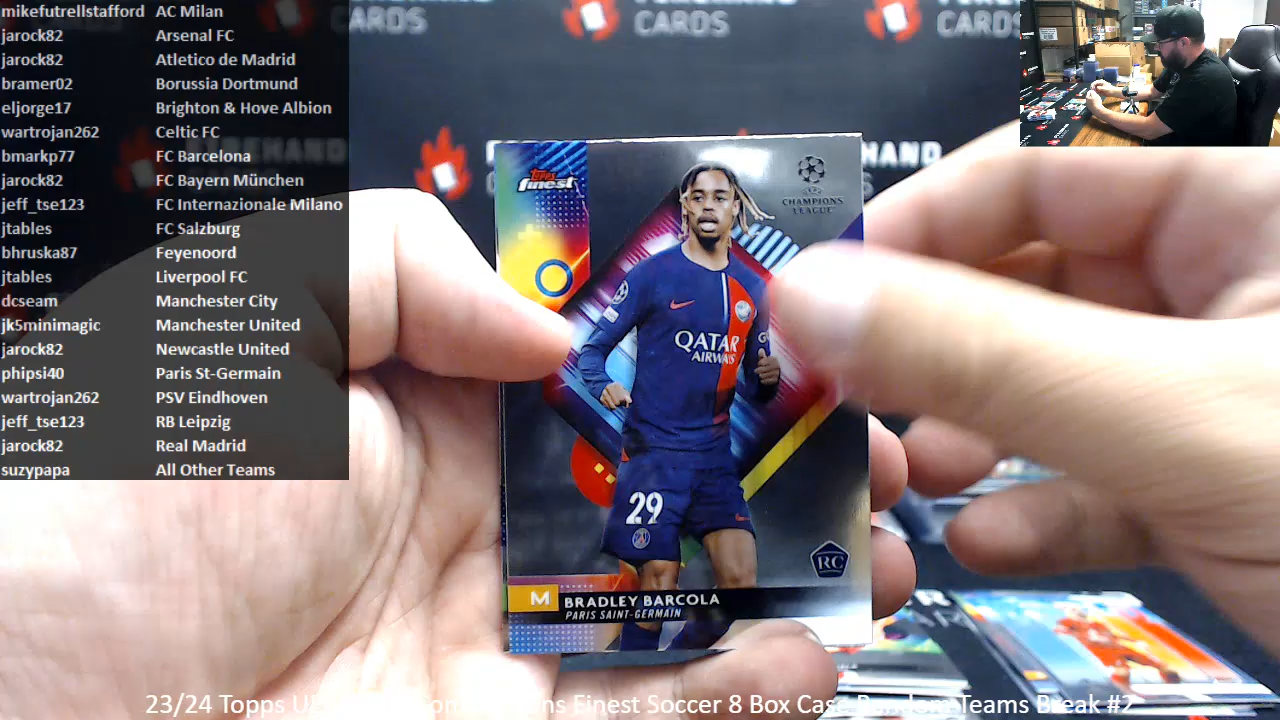 mikefutrellstafford AC Milan
jarock82 Arsenal FC
jarock82 Atletico de Madrid
bramer02 Borussia Dortmund
eljorge17 Brighton & Hove Albion
wartrojan262 Celtic FC
bmarkp77 FC Barcelona
jarock82 FC Bayern München
jeff_tse123 FC Internazionale Milano
jtables FC Salzburg
bhruska87 Feyenoord
jtables Liverpool FC
dcseam Manchester City
jk5minimagic Manchester United
jarock82 Newcastle United
phipsi40 Paris St-Germain
wartrojan262 PSV Eindhoven
jeff_tse123 RB Leipzig
jarock82 Real Madrid
suzypapa All Other Teams
CARDS
CARDS
CARDS
Topps
finest
CHAMPIONS
LEAGUE
QATAR
AIRWAYS
29
RC
M BRADLEY BARCOLA
PARIS SAINT-GERMAIN
23/24 Topps Finest Soccer 8 Box Case Random Teams Break #2